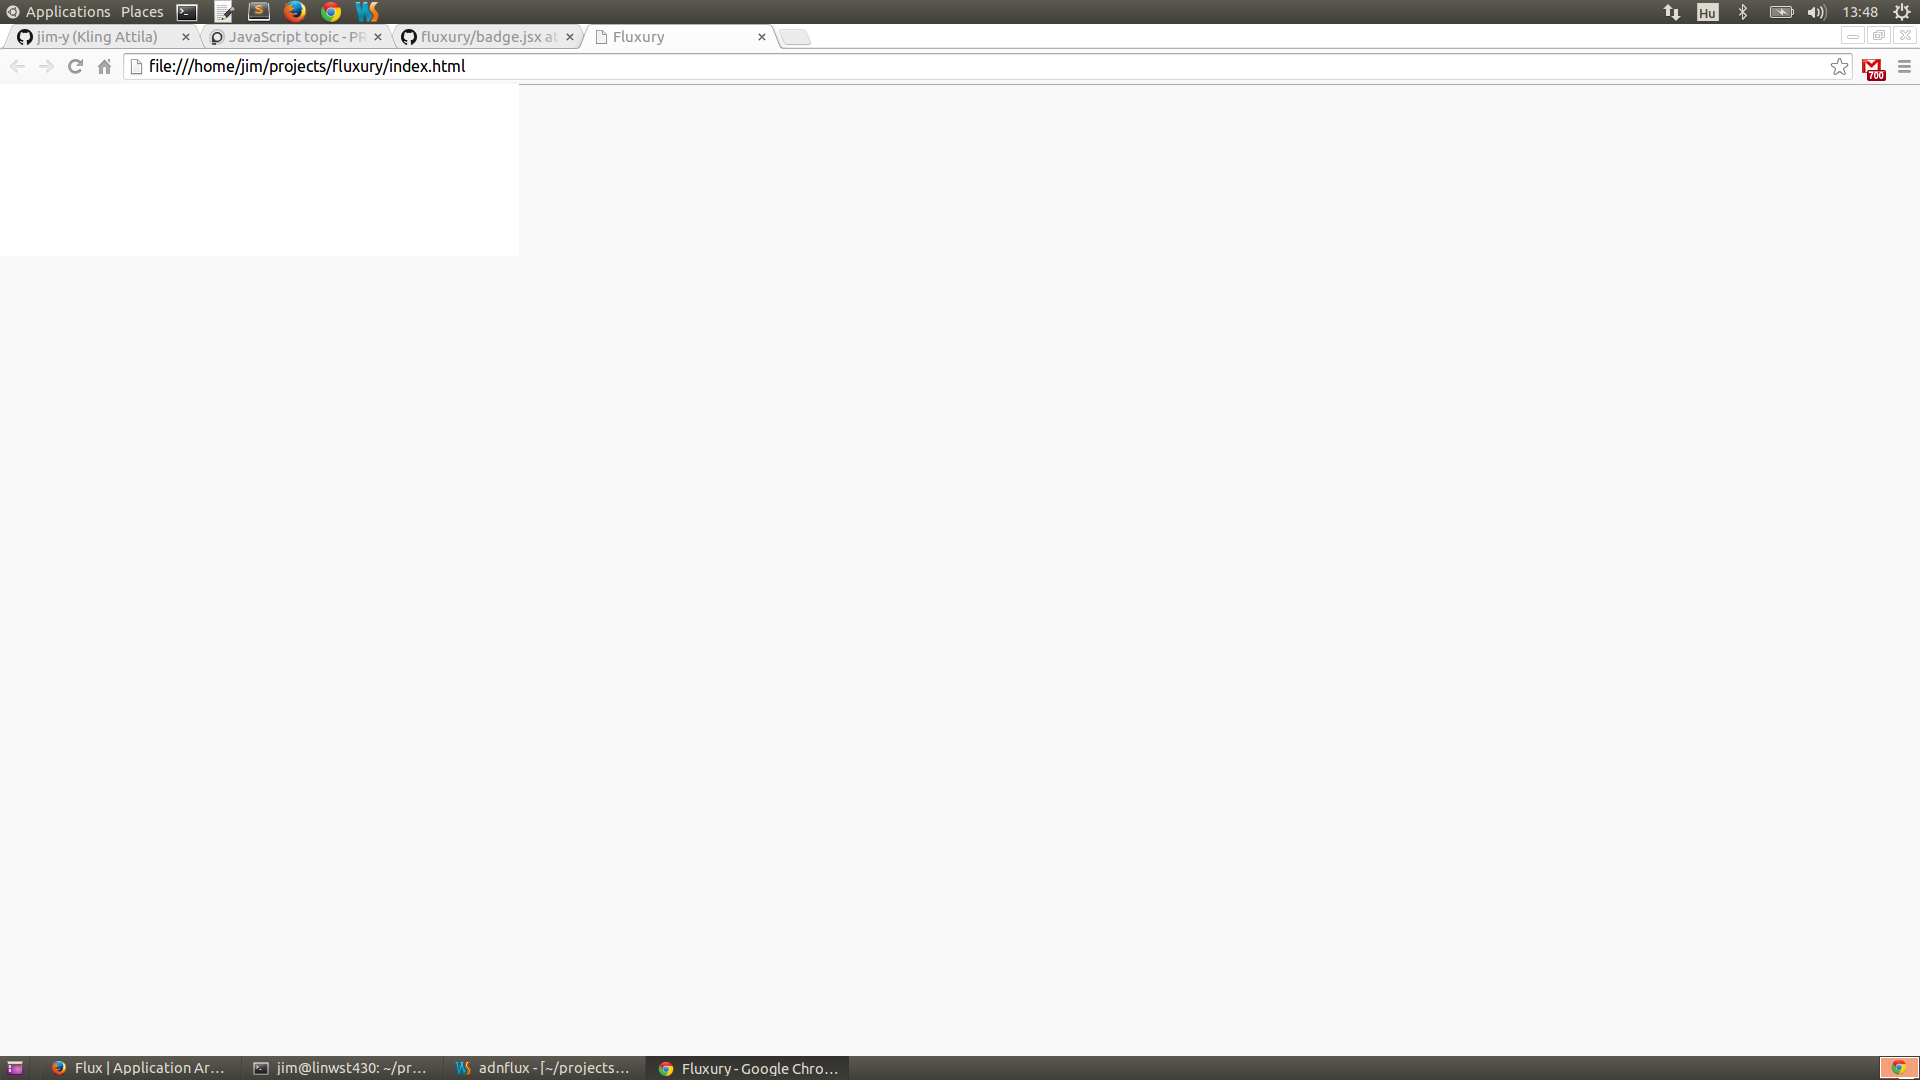 Applications Places Hu 13:48
jim-y (Kling Attila) JavaScript topic - PR fluxury/badge.jsx at Fluxury
file:///home/jim/projects/fluxury/index.html 700
Flux | Application Ar... jim@linwst430: ~/pr... adnflux - [~/projects... Fluxury - Google Chro...